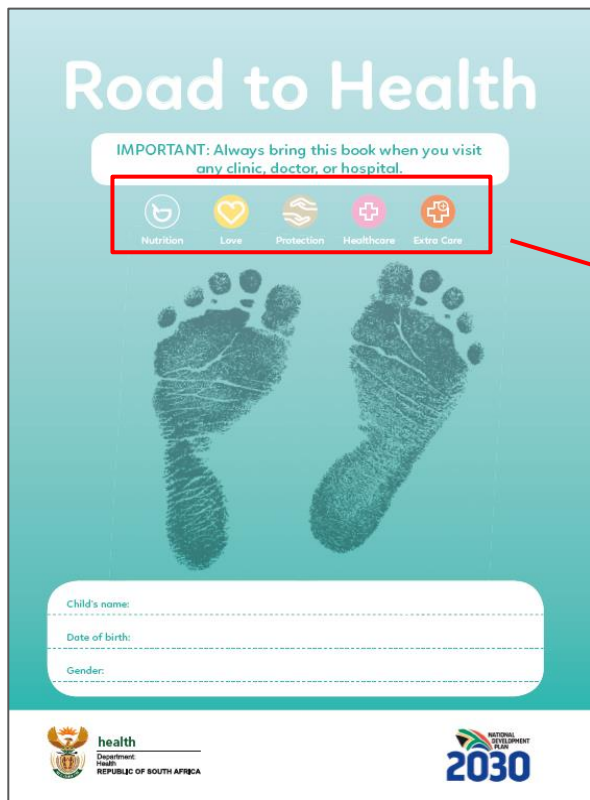 Road to Health
IMPORTANT: Always bring this book when you visit
any clinic, doctor, or hospital.
Nutrition Love Protection Healthcare Extra Care
Child's name:
Date of birth:
Gender:
health
Department:
Health
REPUBLIC OF SOUTH AFRICA
NATIONAL
DEVELOPMENT
PLAN
2030